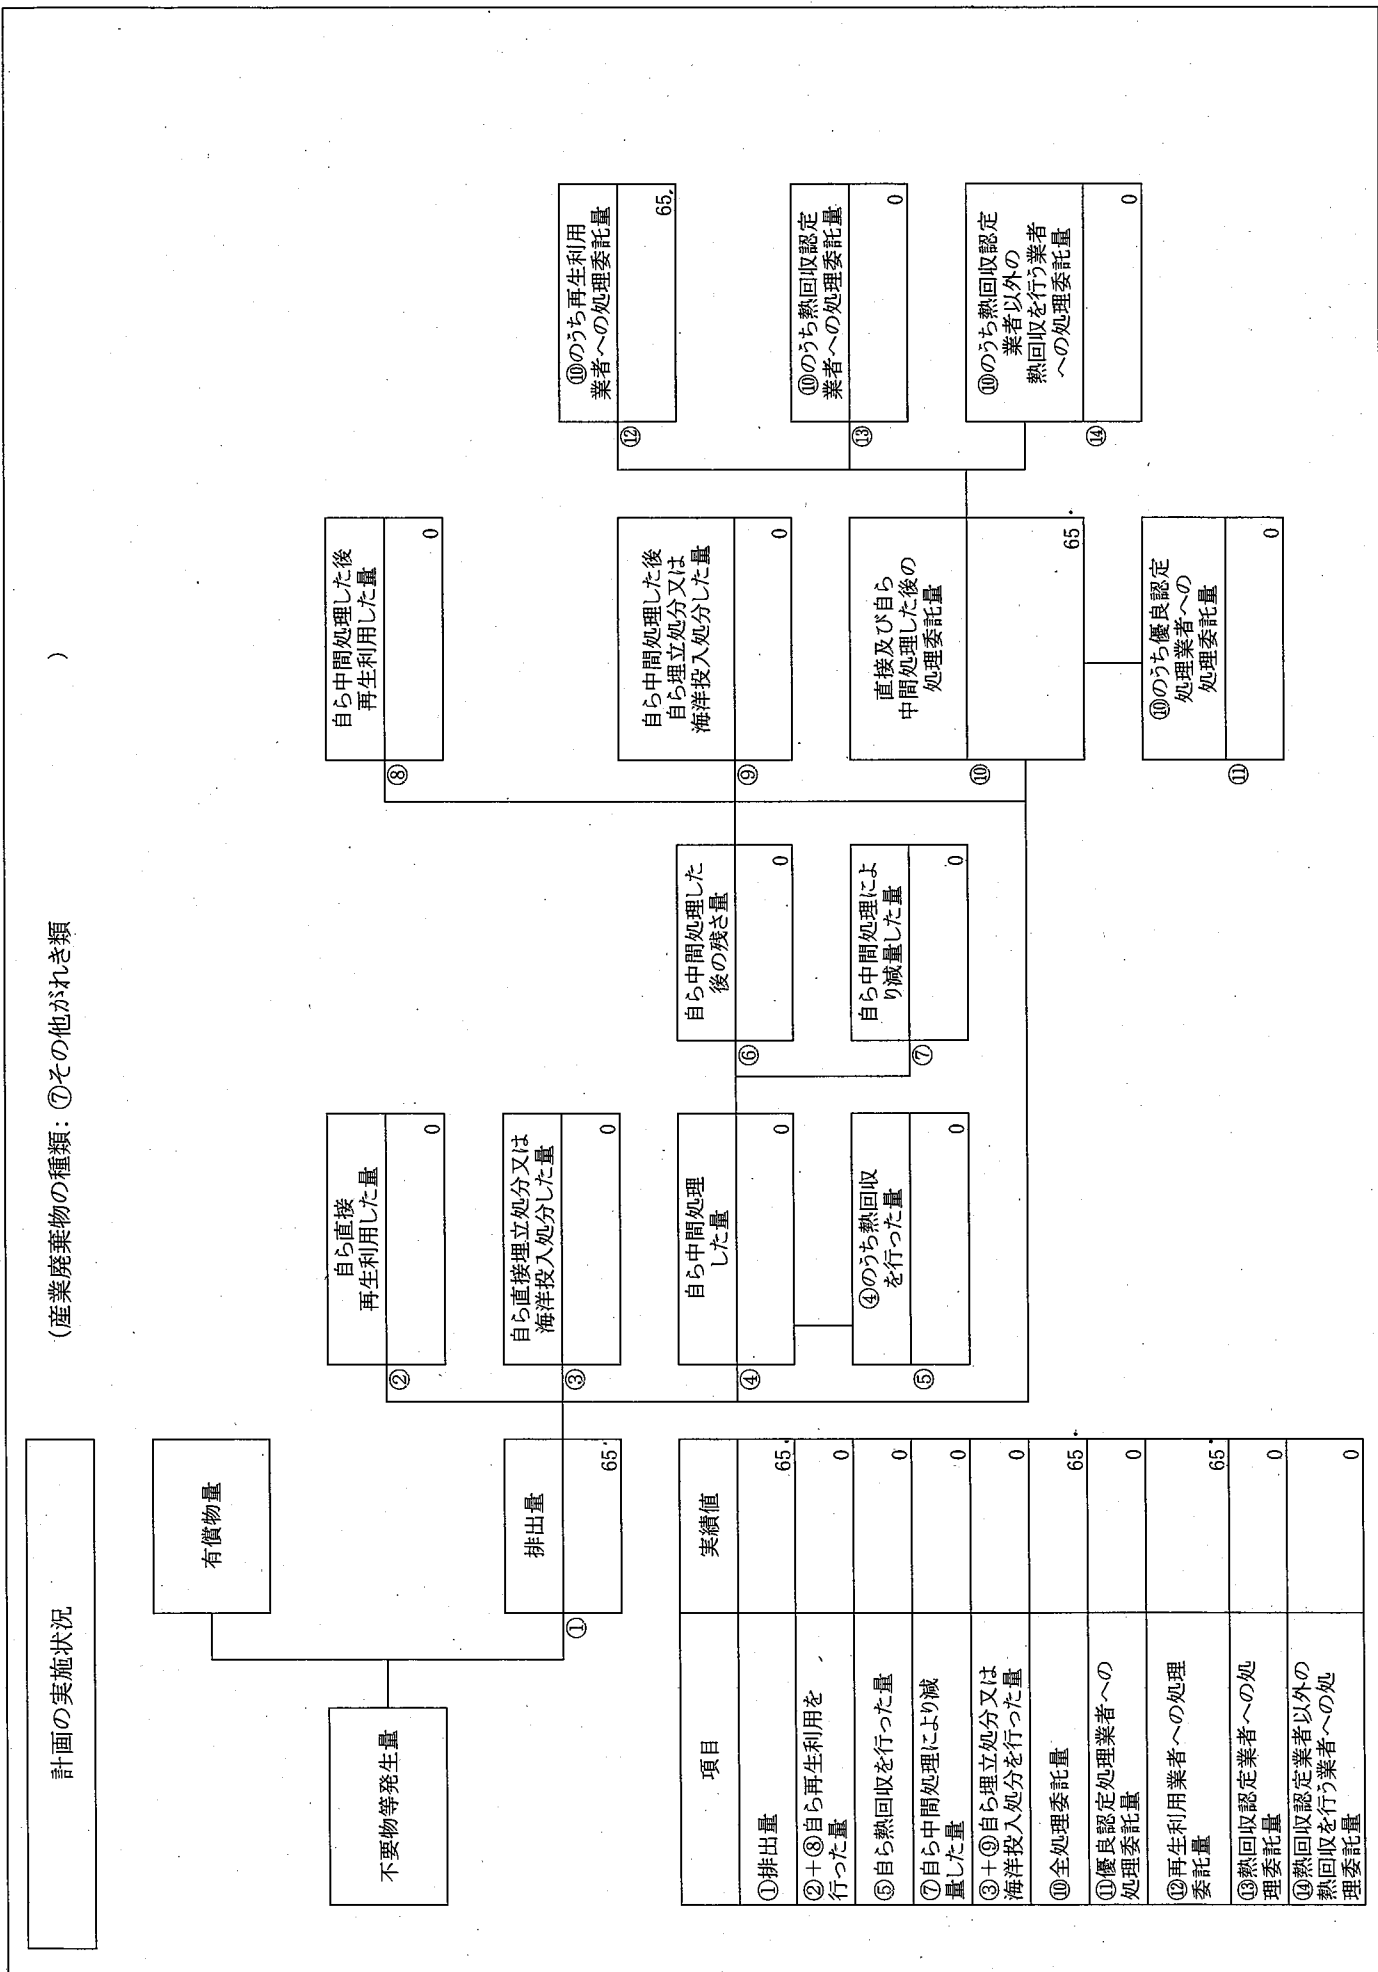 計画の実施状況
(産業廃棄物の種類：⑦その他がれき類
)
不要物等発生量
有償物量
①
排出量
65
②
自ら直接
再生利用した量
0
③
自ら直接埋立処分又は
海洋投入処分した量
0
④
自ら中間処理
した量
0
⑤
④のうち熱回収
を行った量
0
⑥
自ら中間処理した
後の残さ量
0
⑦
自ら中間処理によ
り減量した量
0
⑧
自ら中間処理した後
再生利用した量
0
⑨
自ら中間処理した後
自ら埋立処分又は
海洋投入処分した量
0
⑩
直接及び自ら
中間処理した後の
処理委託量
65
⑪
⑩のうち優良認定
処理業者への
処理委託量
0
⑫
⑩のうち再生利用
業者への処理委託量
65
⑬
⑩のうち熱回収認定
業者への処理委託量
0
⑭
⑩のうち熱回収認定
業者以外の
熱回収を行う業者
への処理委託量
0
項目
実績値
①排出量
65
②+⑧自ら再生利用を
行った量
0
⑤自ら熱回収を行った量
0
⑦自ら中間処理により減
量した量
0
③+⑨自ら埋立処分又は
海洋投入処分を行った量
0
⑩全処理委託量
65
⑪優良認定処理業者への
処理委託量
0
⑫再生利用業者への処理
委託量
65
⑬熱回収認定業者への処
理委託量
0
⑭熱回収認定業者以外の
熱回収を行う業者への処
理委託量
0